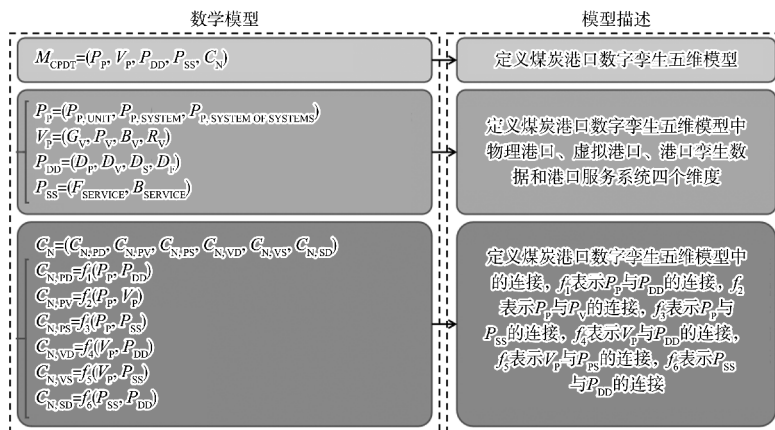 数学模型
模型描述
M_CPDT=(P_P, V_P, P_DD, P_SS, C_N)
定义煤炭港口数字孪生五维模型
P_P=(P_P, UNIT, P_P, SYSTEM, P_P, SYSTEM OF SYSTEMS)
V_P=(G_V, P_V, B_V, R_V)
P_DD=(D_P, D_V, D_S, D_F)
P_SS=(F_SERVICE, B_SERVICE)
定义煤炭港口数字孪生五维模型中
物理港口、虚拟港口、港口孪生数
据和港口服务系统四个维度
C_N=(C_N, PD, C_N, PV, C_N, PS, C_N, VD, C_N, VS, C_N, SD)
C_N, PD=f_1(P_P, P_DD)
C_N, PV=f_2(P_P, V_P)
C_N, PS=f_3(P_P, P_SS)
C_N, VD=f_4(V_P, P_DD)
C_N, VS=f_5(V_P, P_SS)
C_N, SD=f_6(P_SS, P_DD)
定义煤炭港口数字孪生五维模型中
的连接，f_1表示P_P与P_DD的连接，f_2
表示P_P与P_V的连接，f_3表示P_P与
P_SS的连接，f_4表示V_P与P_DD的连接，
f_5表示V_P与P_PS的连接，f_6表示P_SS
与P_DD的连接